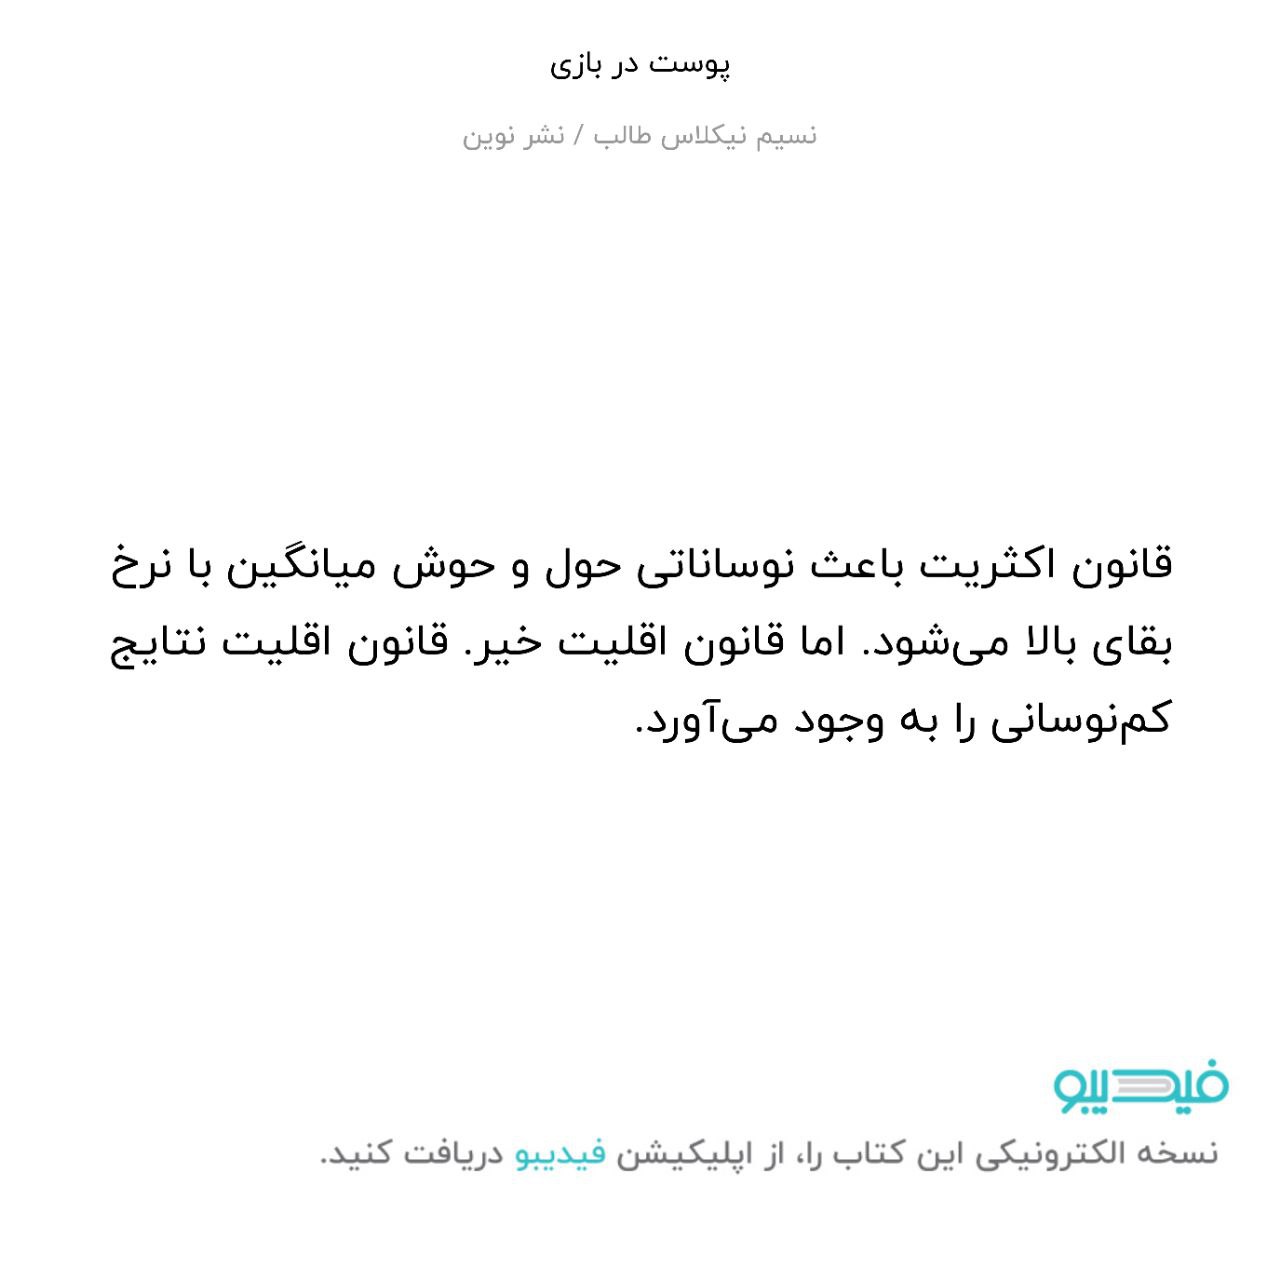 پوست در بازی
نسیم نیکلاس طالب / نشر نوین
قانون اکثریت باعث نوساناتی حول و حوش میانگین با نرخ
بقای بالا می‌شود. اما قانون اقلیت خیر. قانون اقلیت نتایج
کم‌نوسانی را به وجود می‌آورد.
فیدیبو
نسخه الکترونیکی این کتاب را، از اپلیکیشن فیدیبو دریافت کنید.